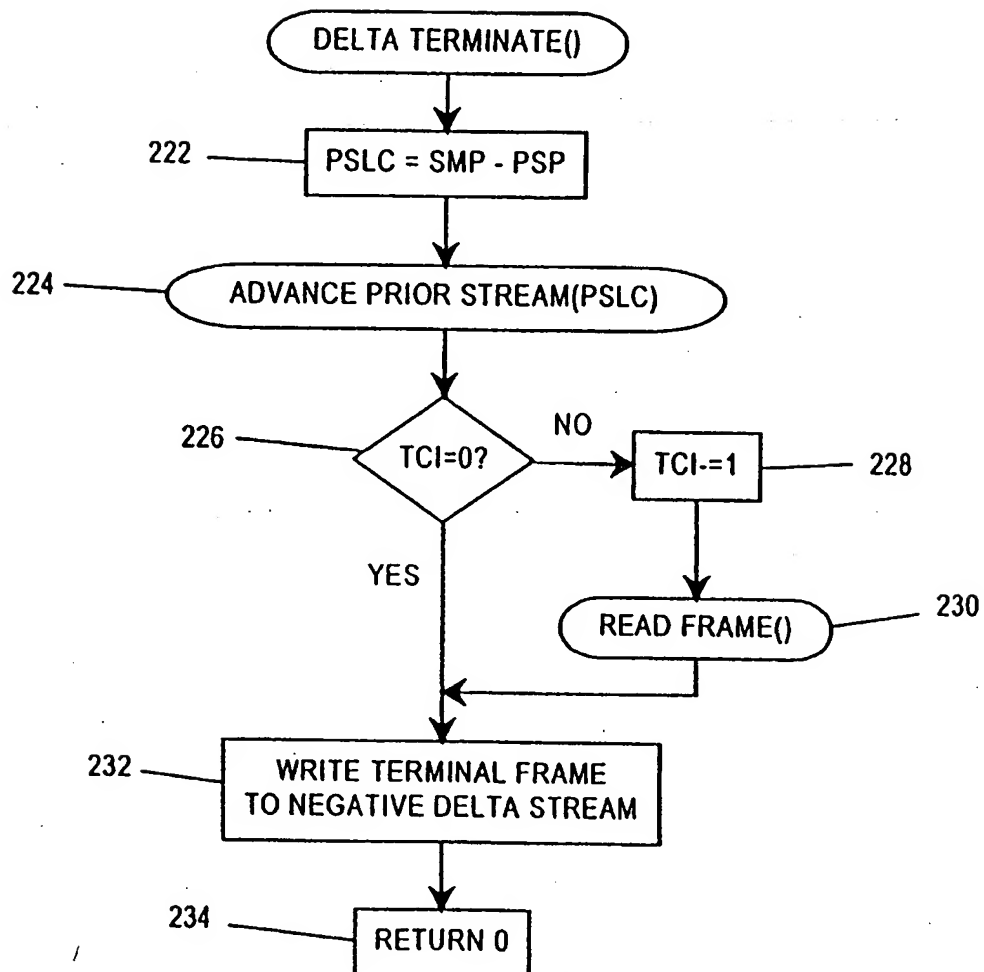 DELTA TERMINATE()
222
PSLC = SMP - PSP
224
ADVANCE PRIOR STREAM(PSLC)
226
TCI=0?
NO
TCI-=1
228
YES
READ FRAME()
230
232
WRITE TERMINAL FRAME
TO NEGATIVE DELTA STREAM
234
RETURN 0